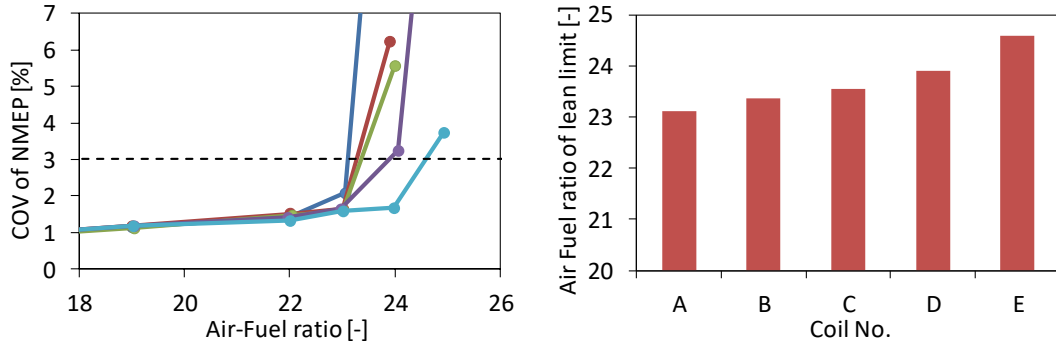 COV of NMEP [%]
7
6
5
4
3
2
1
0
18 20 22 24 26
Air-Fuel ratio [-]
Air Fuel ratio of lean limit [-]
25
24
23
22
21
20
A B C D E
Coil No.